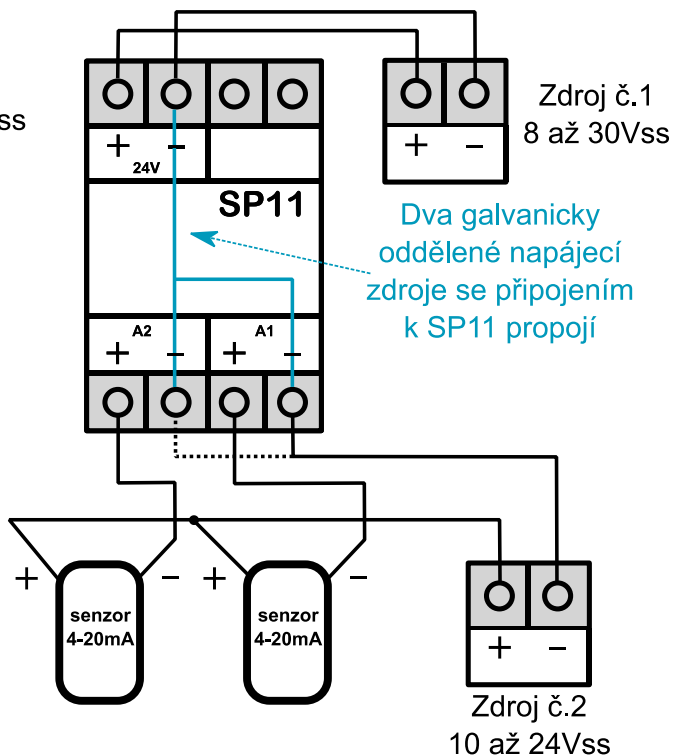 ss
Zdroj č.1
8 až 30Vss
+ − + −
24V
SP11
Dva galvanicky
oddělené napájecí
zdroje se připojením
k SP11 propojí
A2 A1
+ − + −
+ − + −
senzor
4-20mA
senzor
4-20mA
+ −
Zdroj č.2
10 až 24Vss